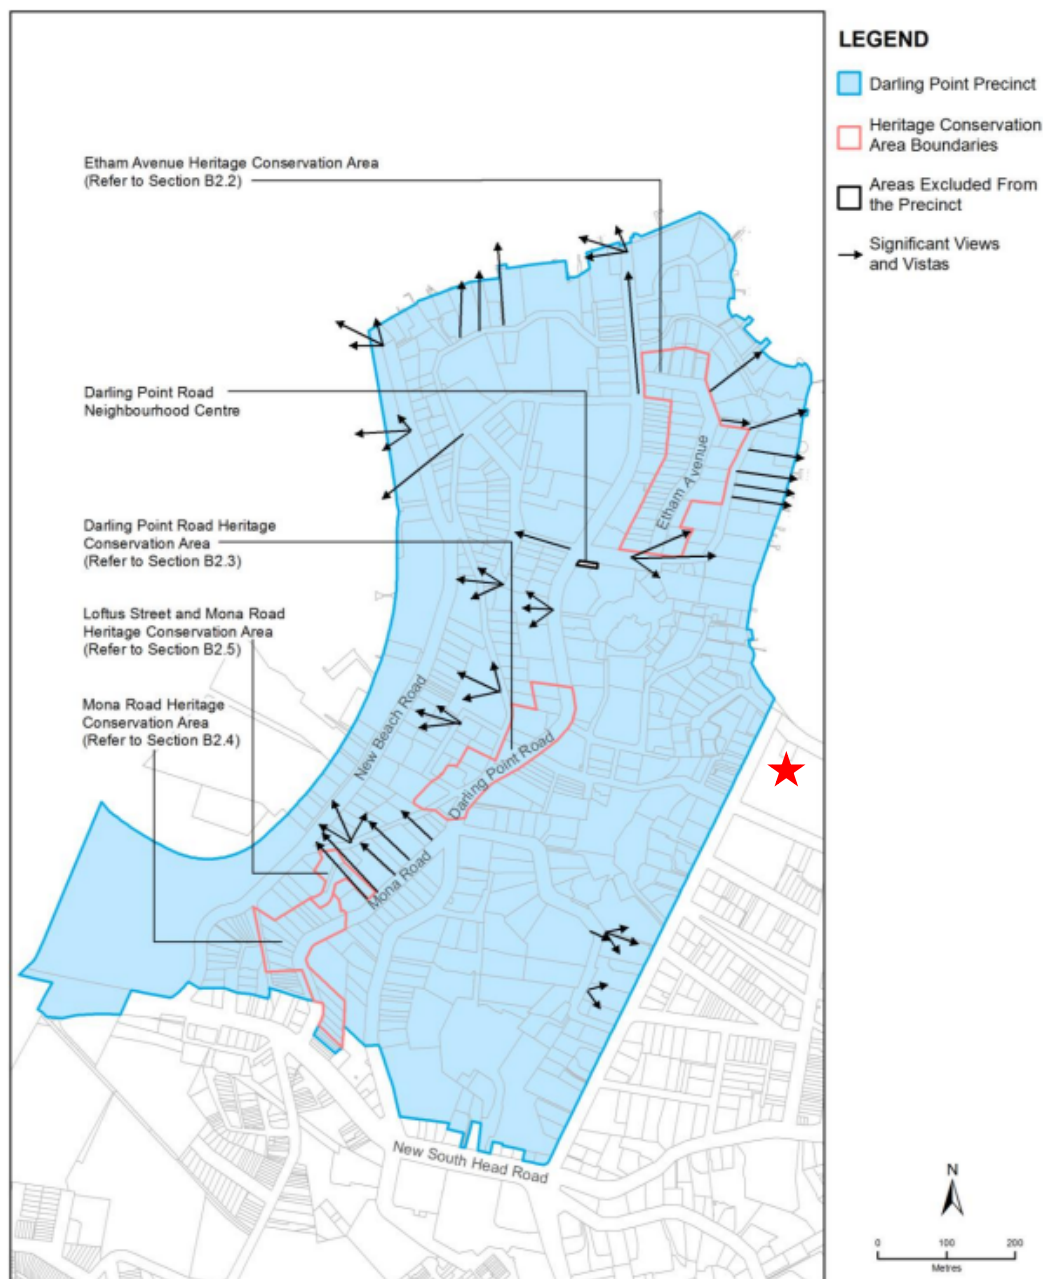 LEGEND
Darling Point Precinct
Heritage Conservation
Area Boundaries
Areas Excluded From
the Precinct
Significant Views
and Vistas
Etham Avenue Heritage Conservation Area
(Refer to Section B2.2)
Darling Point Road
Neighbourhood Centre
Etham Avenue
Darling Point Road Heritage
Conservation Area
(Refer to Section B2.3)
Loftus Street and Mona Road
Heritage Conservation Area
(Refer to Section B2.5)
Mona Road Heritage
Conservation Area
(Refer to Section B2.4)
New Beach Road
Darling Point Road
Mona Road
New South Head Road
N
0 100 200
Metres